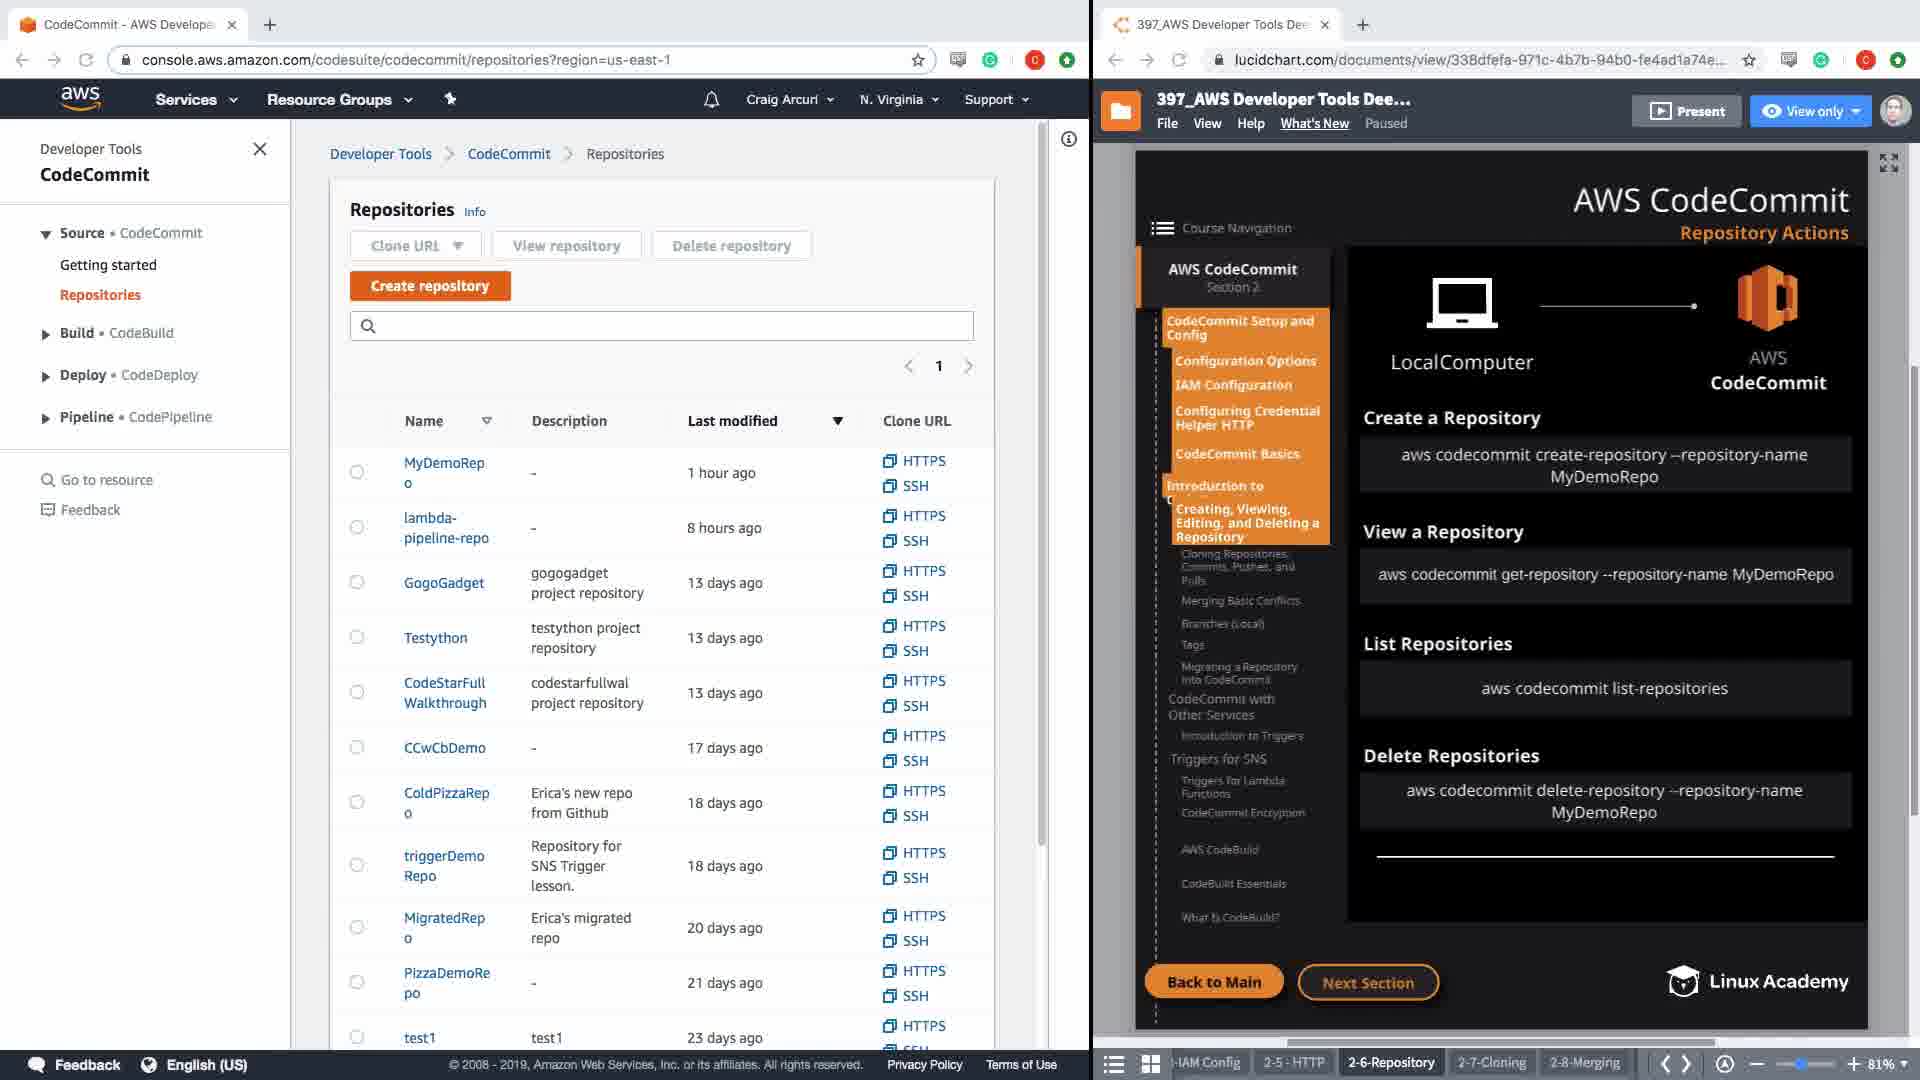 CodeCommit - AWS Develope
console.aws.amazon.com/codesuite/codecommit/repositories?region=us-east-1
aws
Services
Resource Groups
Craig Arcuri
N. Virginia
Support
Developer Tools
CodeCommit
Source • CodeCommit
Getting started
Repositories
Build • CodeBuild
Deploy • CodeDeploy
Pipeline • CodePipeline
Go to resource
Feedback
Developer Tools
CodeCommit
Repositories
Repositories Info
Clone URL
View repository
Delete repository
Create repository
1
Name
Description
Last modified
Clone URL
MyDemoRep
o
-
1 hour ago
HTTPS
SSH
lambda-
pipeline-repo
-
8 hours ago
HTTPS
SSH
GogoGadget
gogogadget
project repository
13 days ago
HTTPS
SSH
Testython
testython project
repository
13 days ago
HTTPS
SSH
CodeStarFull
Walkthrough
codestarfullwal
project repository
13 days ago
HTTPS
SSH
CCwCbDemo
-
17 days ago
HTTPS
SSH
ColdPizzaRep
o
Erica's new repo
from Github
18 days ago
HTTPS
SSH
triggerDemo
Repo
Repository for
SNS Trigger
lesson.
18 days ago
HTTPS
SSH
MigratedRep
o
Erica's migrated
repo
20 days ago
HTTPS
SSH
PizzaDemoRe
po
-
21 days ago
HTTPS
SSH
test1
test1
23 days ago
HTTPS
Feedback
English (US)
© 2008 - 2019, Amazon Web Services, Inc. or its affiliates. All rights reserved.
Privacy Policy
Terms of Use
397_AWS Developer Tools Dee
lucidchart.com/documents/view/338dfefa-971c-4b7b-94b0-fe4ad1a74e...
397_AWS Developer Tools Dee...
File
View
Help
What's New
Paused
Present
View only
AWS CodeCommit
Repository Actions
Course Navigation
AWS CodeCommit
Section 2
CodeCommit Setup and
Config
Configuration Options
IAM Configuration
Configuring Credential
Helper HTTP
CodeCommit Basics
Introduction to
Creating, Viewing,
Editing, and Deleting a
Repository
Cloning Repositories,
Commits, Pushes, and
Pulls
Merging Basic Conflicts
Branches (Local)
Tags
Migrating a Repository
into CodeCommit
CodeCommit with
Other Services
Introduction to Triggers
Triggers for SNS
Triggers for Lambda
Functions
CodeCommit Encryption
AWS CodeBuild
CodeBuild Essentials
What is CodeBuild?
LocalComputer
AWS
CodeCommit
Create a Repository
aws codecommit create-repository --repository-name
MyDemoRepo
View a Repository
aws codecommit get-repository --repository-name MyDemoRepo
List Repositories
aws codecommit list-repositories
Delete Repositories
aws codecommit delete-repository --repository-name
MyDemoRepo
Back to Main
Next Section
Linux Academy
-IAM Config
2-5 - HTTP
2-6-Repository
2-7-Cloning
2-8-Merging
81%